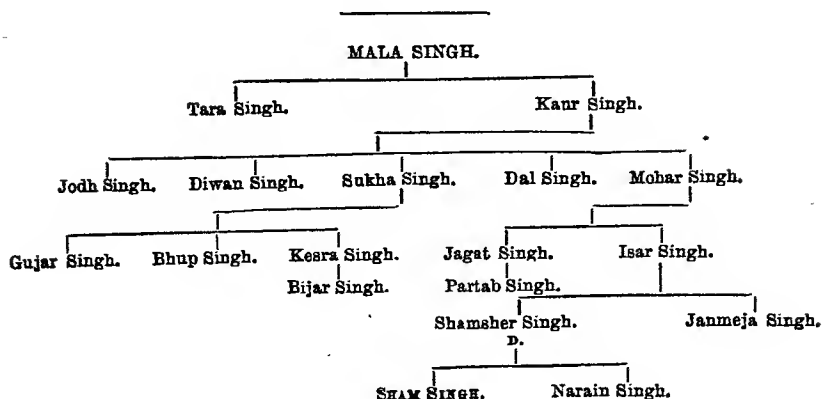 MALA SINGH.
Tara Singh. Kaur Singh.
Jodh Singh. Diwan Singh. Sukha Singh. Dal Singh. Mohar Singh.
Gujar Singh. Bhup Singh. Kesra Singh. Jagat Singh. Isar Singh.
Bijar Singh. Partab Singh.
Shamsher Singh. Janmeja Singh.
D.
SHAM SINGH. Narain Singh.